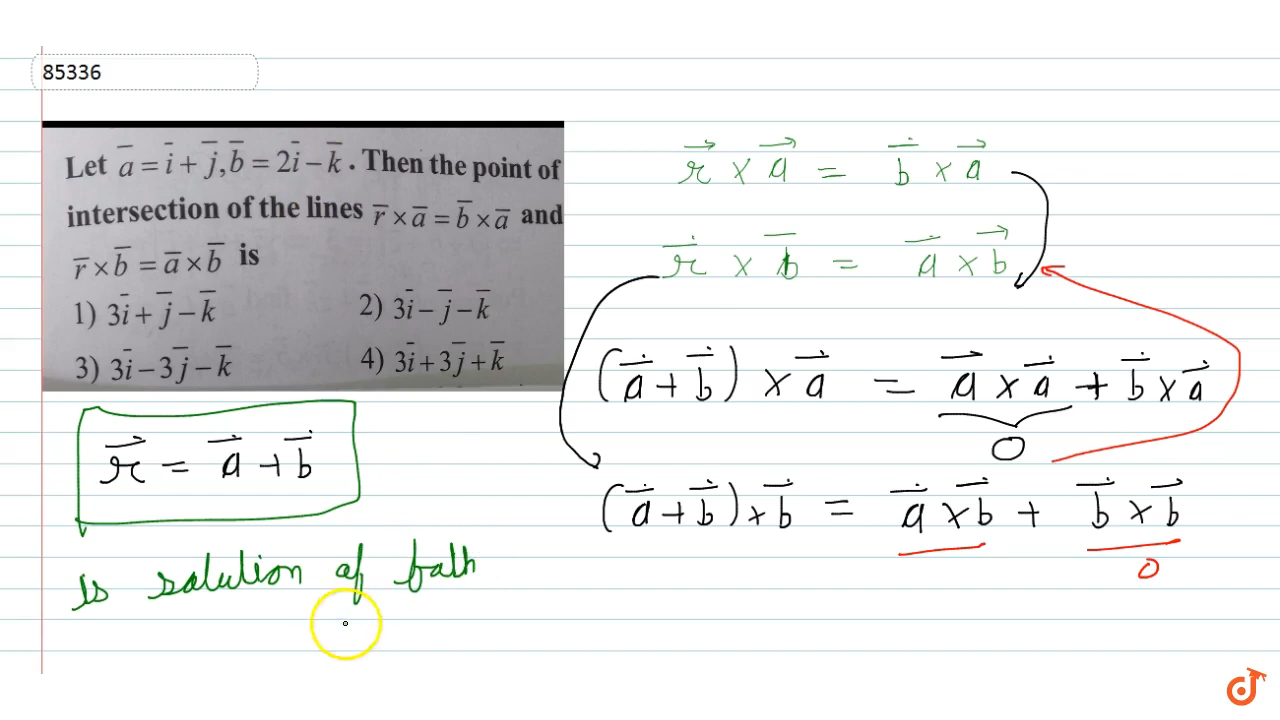 85336
Let a̅ = i̅ + j̅, b̅ = 2i̅ − k̅. Then the point of
intersection of the lines r̅ × a̅ = b̅ × a̅ and
r̅ × b̅ = a̅ × b̅ is
1) 3i̅ + j̅ − k̅
2) 3i̅ − j̅ − k̅
3) 3i̅ − 3j̅ − k̅
4) 3i̅ + 3j̅ + k̅
r⃗ × a⃗ = b⃗ × a⃗
r⃗ × b̅ = a⃗ × b⃗
(a⃗ + b⃗) × a⃗ = a⃗ × a⃗ + b⃗ × a⃗
0
(a⃗ + b⃗) × b⃗ = a⃗ × b⃗ + b⃗ × b⃗
0
r⃗ = a⃗ + b⃗
is solution of both